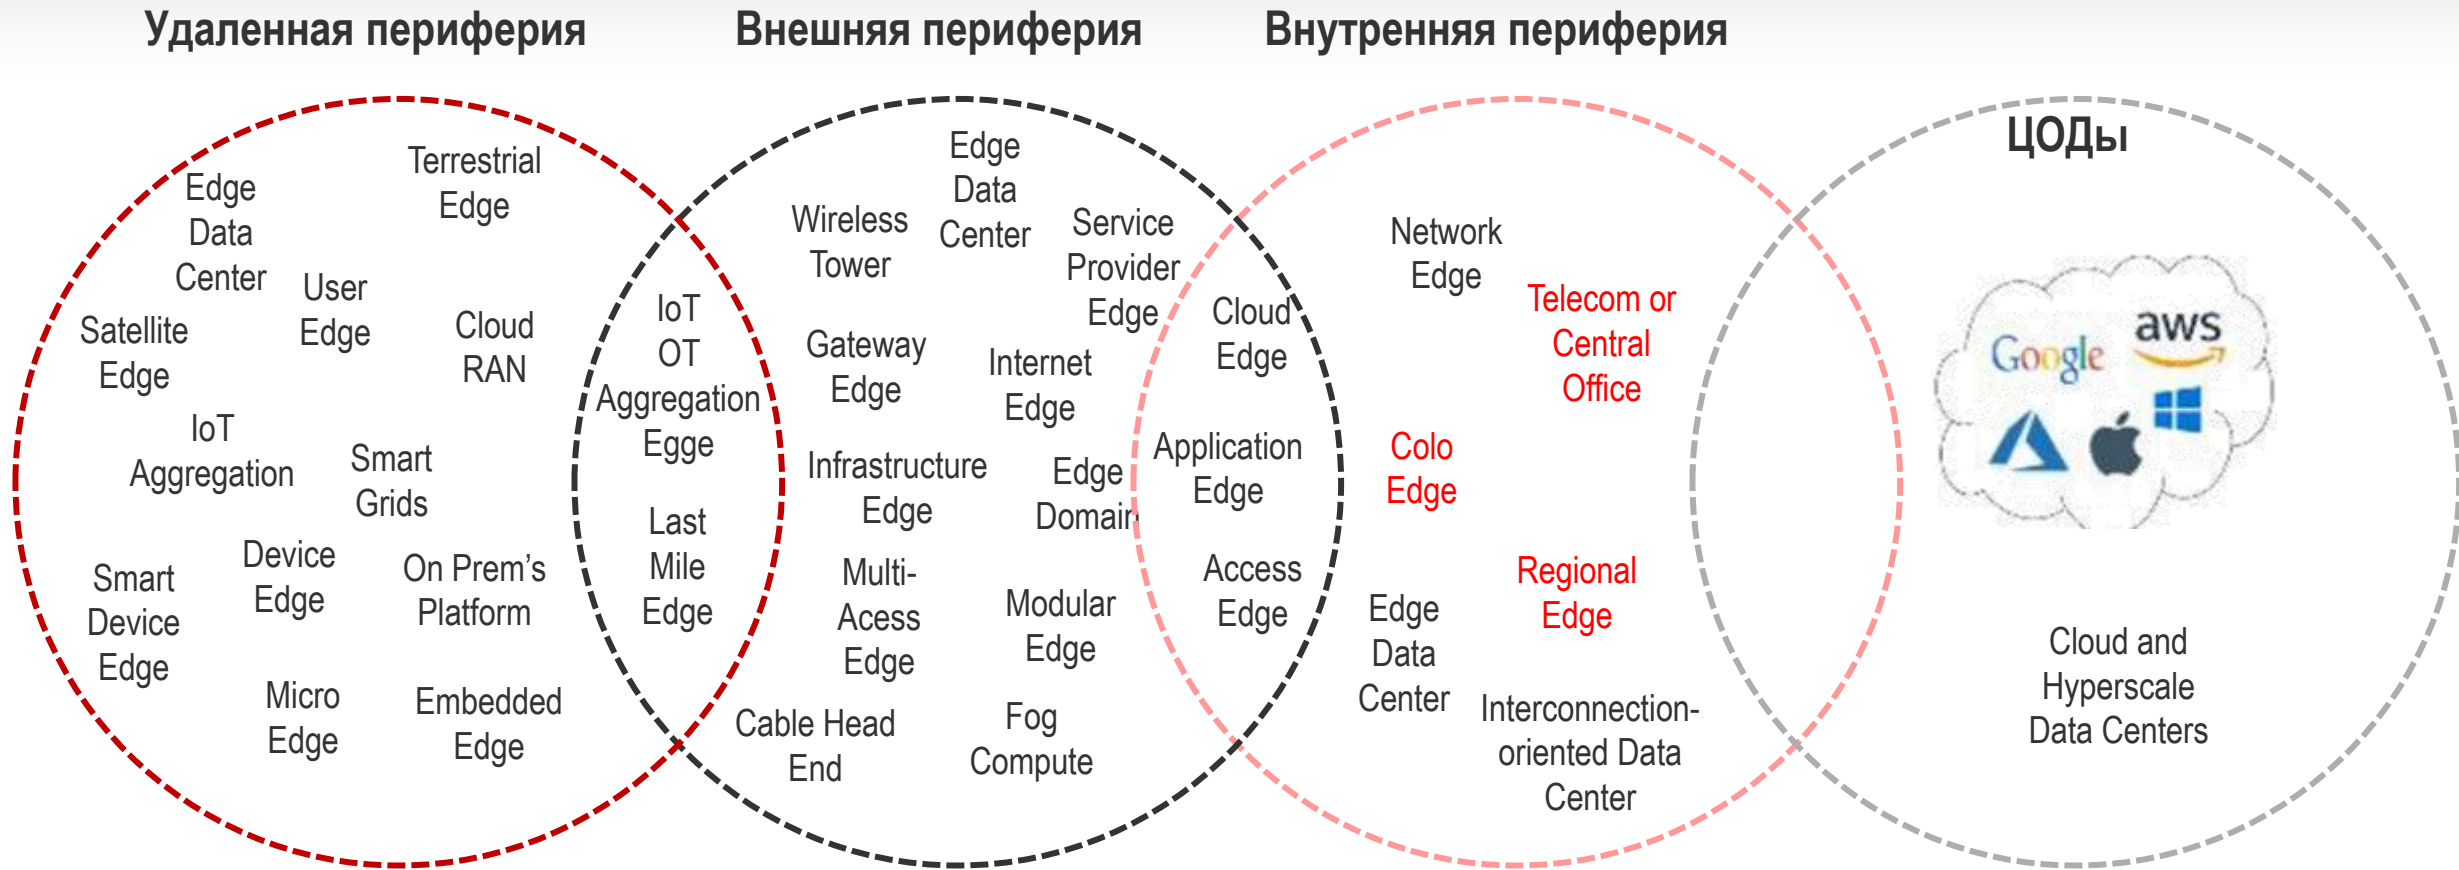 Удаленная периферия
Внешняя периферия
Внутренняя периферия
Terrestrial
Edge
Edge
Data
Center
User
Edge
Satellite
Edge
Cloud
RAN
IoT
Aggregation
Smart
Grids
Smart
Device
Edge
Device
Edge
On Prem’s
Platform
Micro
Edge
Embedded
Edge
IoT
OT
Aggregation
Egge
Last
Mile
Edge
Edge
Data
Center
Wireless
Tower
Service
Provider
Edge
Gateway
Edge
Internet
Edge
Infrastructure
Edge
Edge
Domain
Multi-
Acess
Edge
Modular
Edge
Cable Head
End
Fog
Compute
Cloud
Edge
Application
Edge
Access
Edge
Network
Edge
Telecom or
Central
Office
Colo
Edge
Regional
Edge
Edge
Data
Center
Interconnection-
oriented Data
Center
ЦОДы
Google
aws
Cloud and
Hyperscale
Data Centers